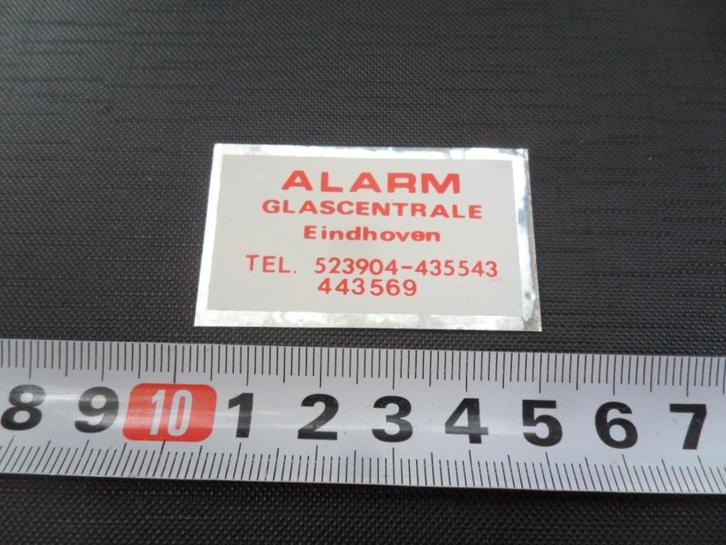 ALARM
GLASCENTRALE
Eindhoven
TEL. 523904-435543
443569
8 9 10 1 2 3 4 5 6 7